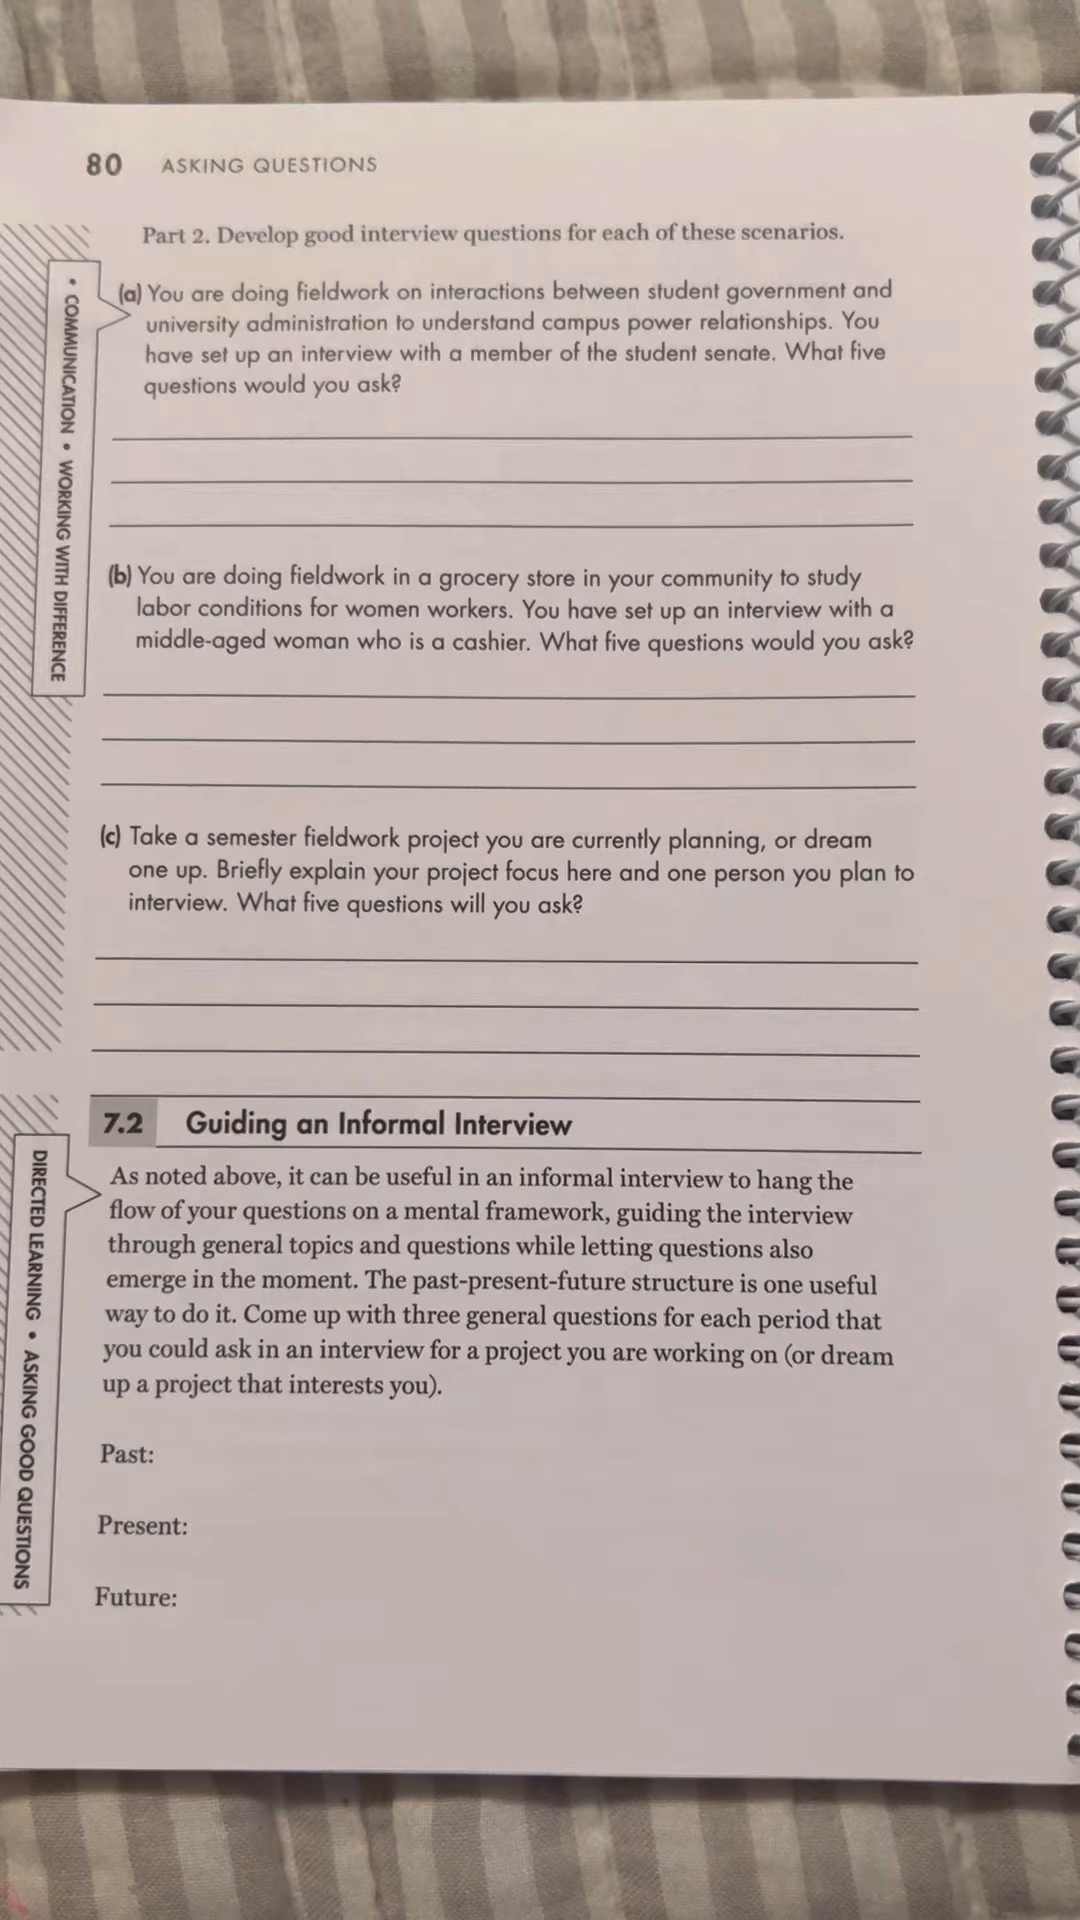 80 ASKING QUESTIONS
Part 2. Develop good interview questions for each of these scenarios.
• COMMUNICATION • WORKING WITH DIFFERENCE
(a) You are doing fieldwork on interactions between student government and
university administration to understand campus power relationships. You
have set up an interview with a member of the student senate. What five
questions would you ask?
(b) You are doing fieldwork in a grocery store in your community to study
labor conditions for women workers. You have set up an interview with a
middle-aged woman who is a cashier. What five questions would you ask?
(c) Take a semester fieldwork project you are currently planning, or dream
one up. Briefly explain your project focus here and one person you plan to
interview. What five questions will you ask?
7.2 Guiding an Informal Interview
DIRECTED LEARNING • ASKING GOOD QUESTIONS
As noted above, it can be useful in an informal interview to hang the
flow of your questions on a mental framework, guiding the interview
through general topics and questions while letting questions also
emerge in the moment. The past-present-future structure is one useful
way to do it. Come up with three general questions for each period that
you could ask in an interview for a project you are working on (or dream
up a project that interests you).
Past:
Present:
Future: